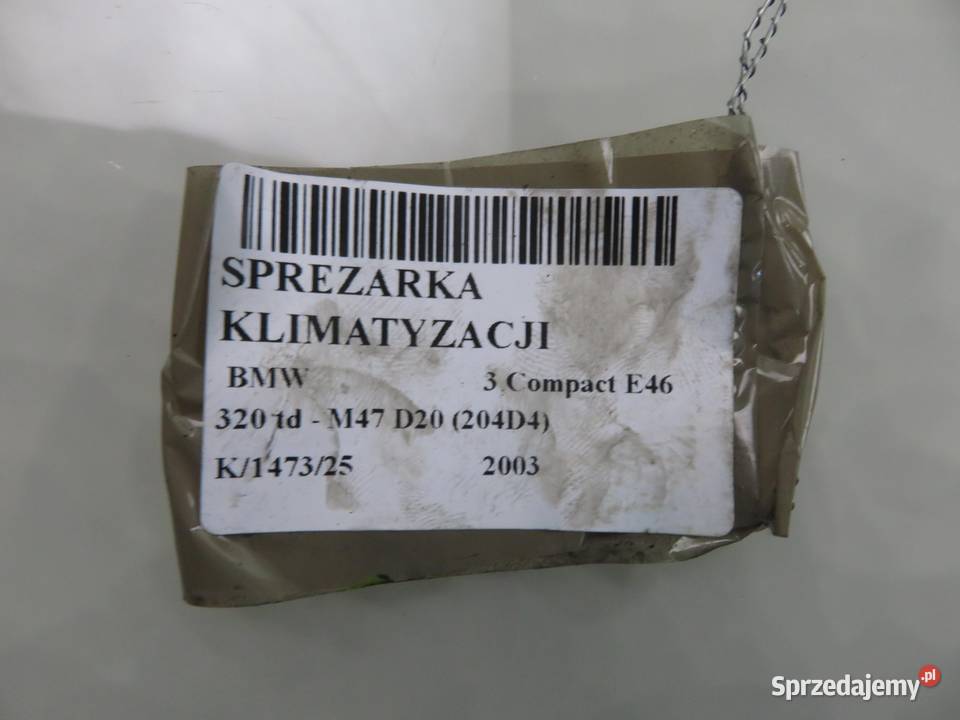 SPREZARKA
KLIMATYZACJI
BMW 3 Compact E46
320 td - M47 D20 (204D4)
K/1473/25 2003
Sprzedajemy.pl